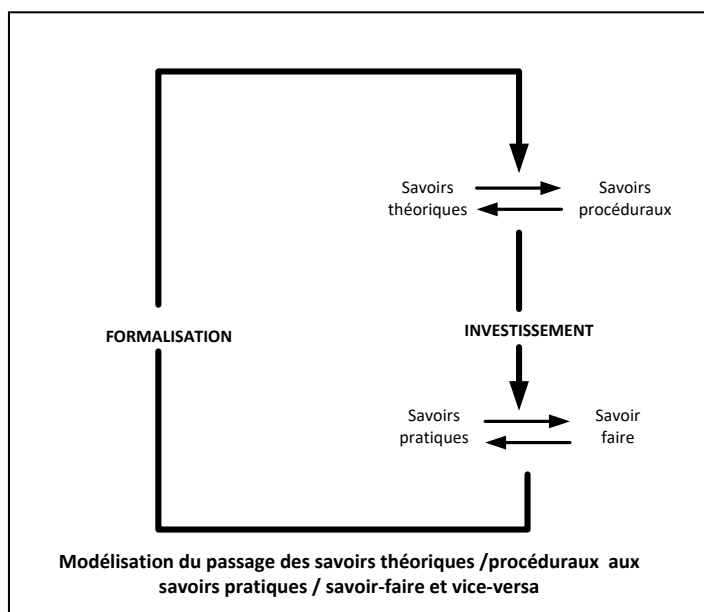 Savoirs théoriques
Savoirs procéduraux
FORMALISATION
INVESTISSEMENT
Savoirs pratiques
Savoir faire
Modélisation du passage des savoirs théoriques /procéduraux aux
savoirs pratiques / savoir-faire et vice-versa